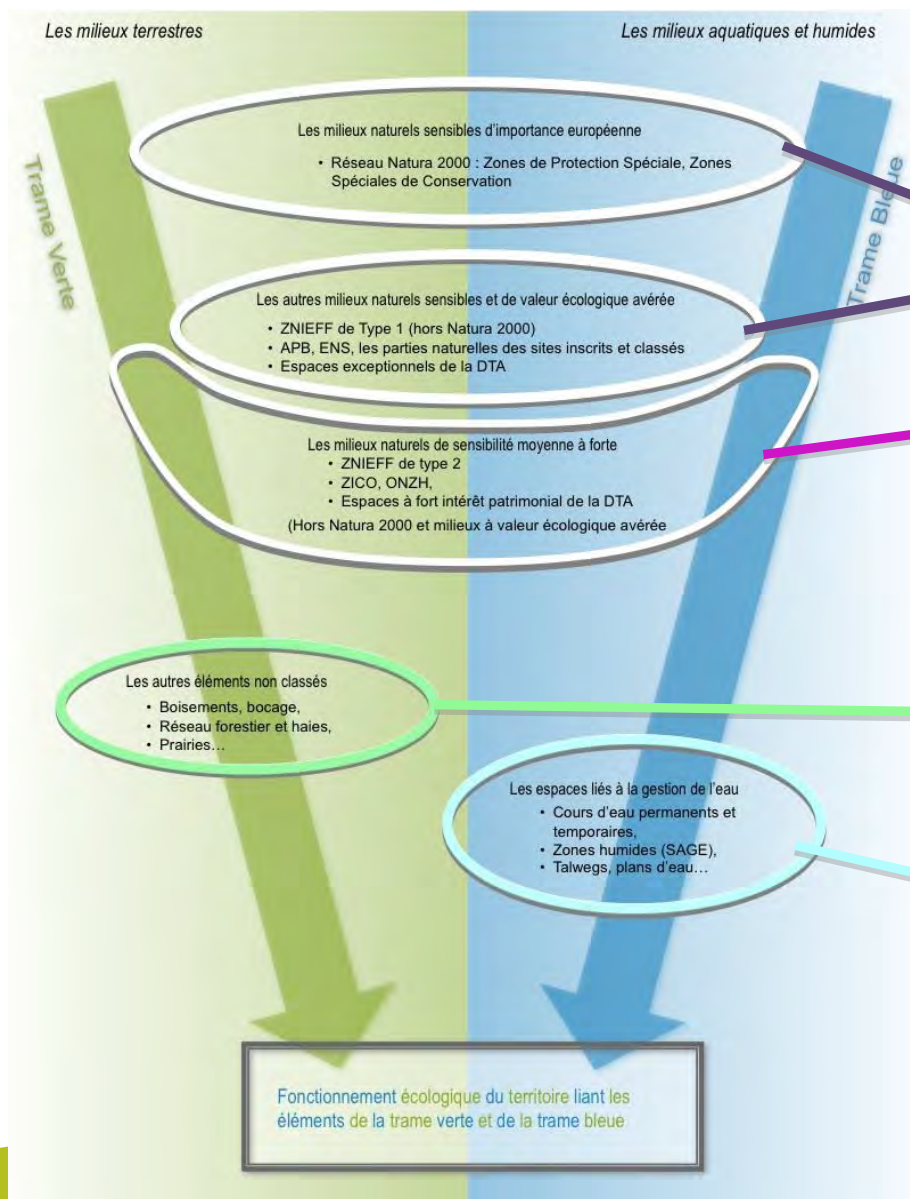 Les milieux terrestres
Les milieux aquatiques et humides
Trame Verte
Trame Bleue
Les milieux naturels sensibles d'importance européenne
• Réseau Natura 2000 : Zones de Protection Spéciale, Zones
Spéciales de Conservation
Les autres milieux naturels sensibles et de valeur écologique avérée
• ZNIEFF de Type 1 (hors Natura 2000)
• APB, ENS, les parties naturelles des sites inscrits et classés
• Espaces exceptionnels de la DTA
Les milieux naturels de sensibilité moyenne à forte
• ZNIEFF de type 2
• ZICO, ONZH,
• Espaces à fort intérêt patrimonial de la DTA
(Hors Natura 2000 et milieux à valeur écologique avérée
Les autres éléments non classés
• Boisements, bocage,
• Réseau forestier et haies,
• Prairies…
Les espaces liés à la gestion de l'eau
• Cours d'eau permanents et
temporaires,
• Zones humides (SAGE),
• Talwegs, plans d'eau…
Fonctionnement écologique du territoire liant les
éléments de la trame verte et de la trame bleue